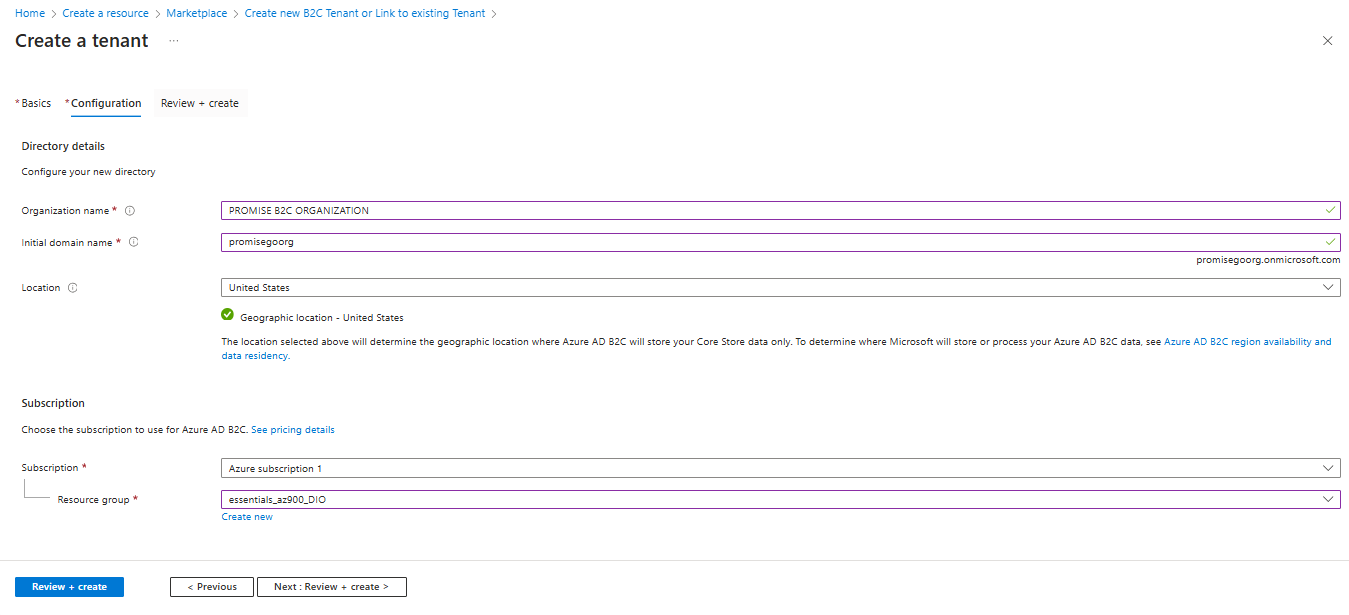 Home > Create a resource > Marketplace > Create new B2C Tenant or Link to existing Tenant >
Create a tenant ...
* Basics * Configuration Review + create
Directory details
Configure your new directory
Organization name * PROMISE B2C ORGANIZATION
Initial domain name * promisegoorg
promisegoorg.onmicrosoft.com
Location United States
Geographic location - United States
The location selected above will determine the geographic location where Azure AD B2C will store your Core Store data only. To determine where Microsoft will store or process your Azure AD B2C data, see Azure AD B2C region availability and
data residency.
Subscription
Choose the subscription to use for Azure AD B2C. See pricing details
Subscription * Azure subscription 1
Resource group * essentials_az900_DIO
Create new
Review + create < Previous Next : Review + create >